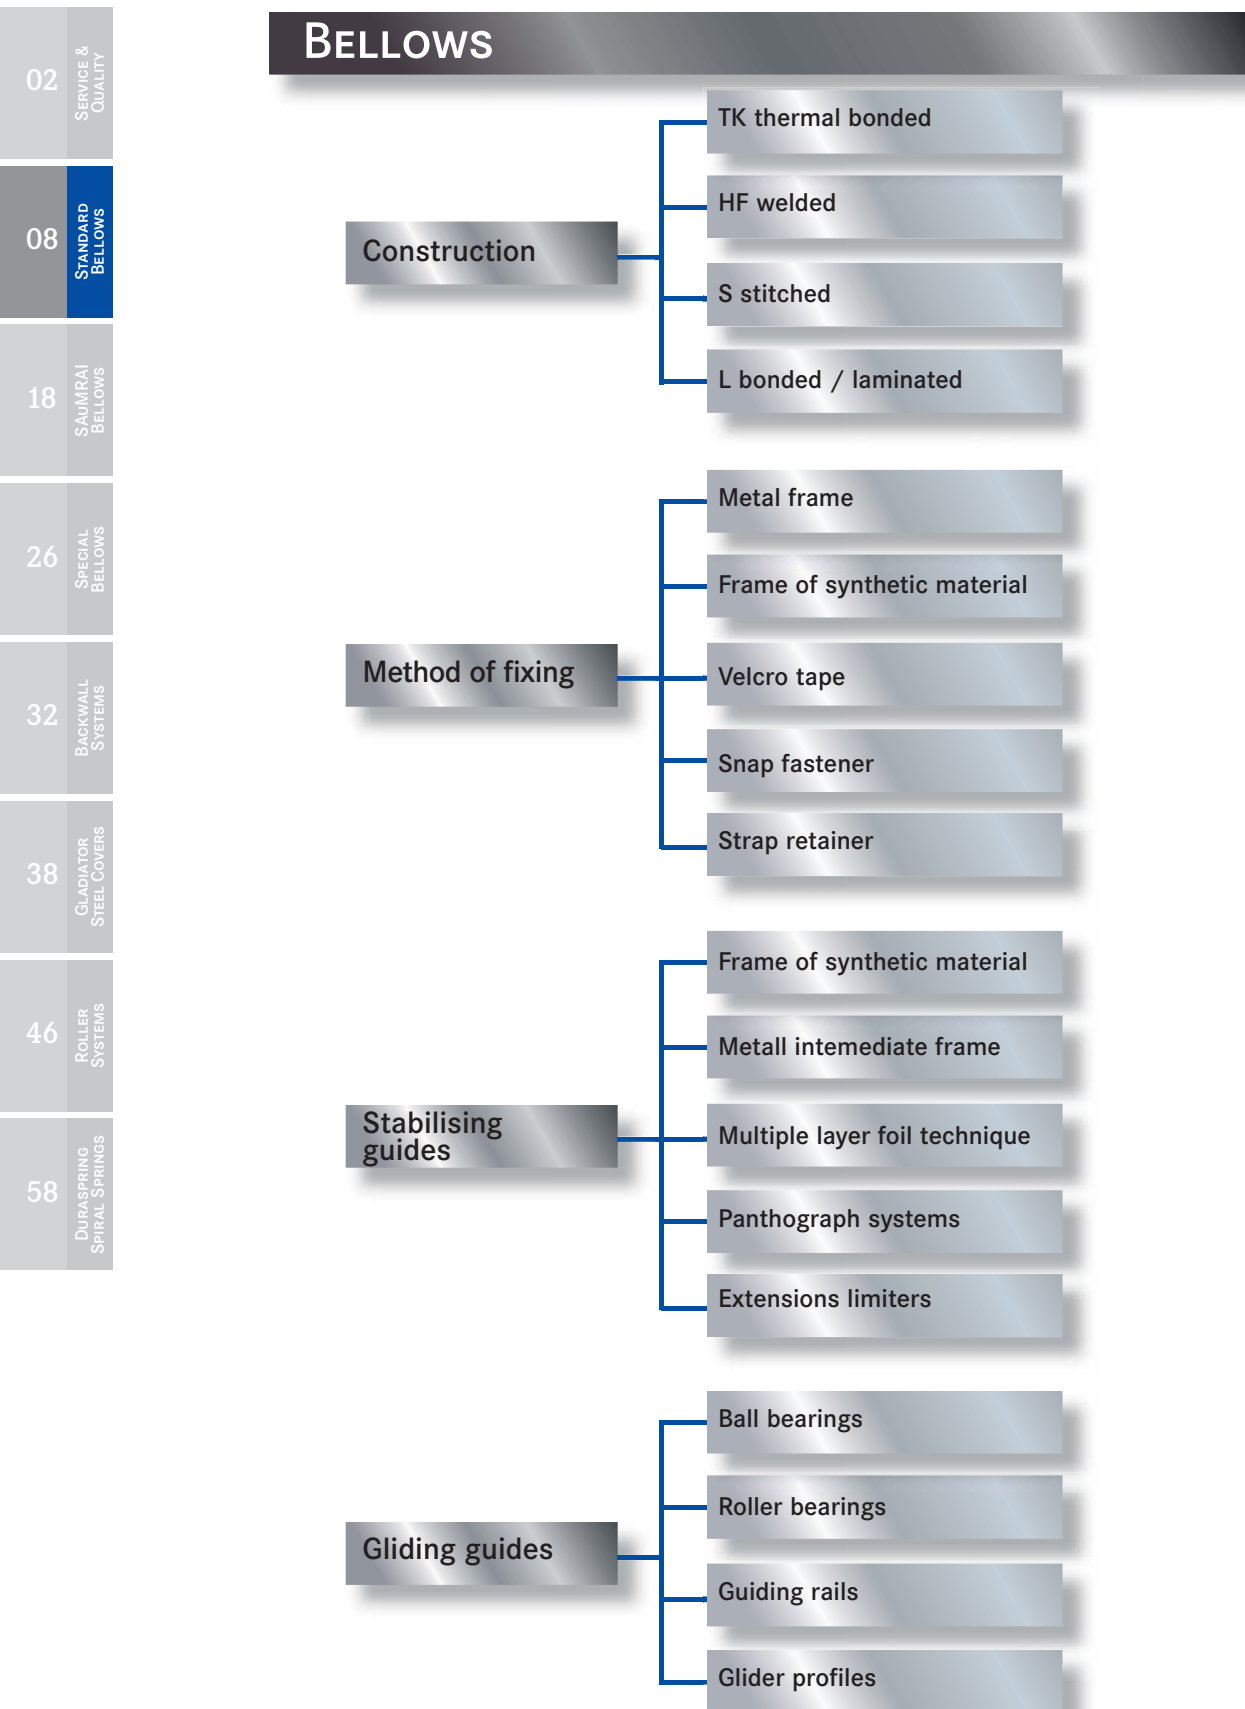 BELLOWS
02
SERVICE &
QUALITY
08
STANDARD
BELLOWS
18
SAuMRAI
BELLOWS
26
SPECIAL
BELLOWS
32
BACKWALL
SYSTEMS
38
GLADIATOR
STEEL COVERS
46
ROLLER
SYSTEMS
58
DURASPRING
SPIRAL SPRINGS
Construction
TK thermal bonded
HF welded
S stitched
L bonded / laminated
Method of fixing
Metal frame
Frame of synthetic material
Velcro tape
Snap fastener
Strap retainer
Stabilising
guides
Frame of synthetic material
Metall intemediate frame
Multiple layer foil technique
Panthograph systems
Extensions limiters
Gliding guides
Ball bearings
Roller bearings
Guiding rails
Glider profiles